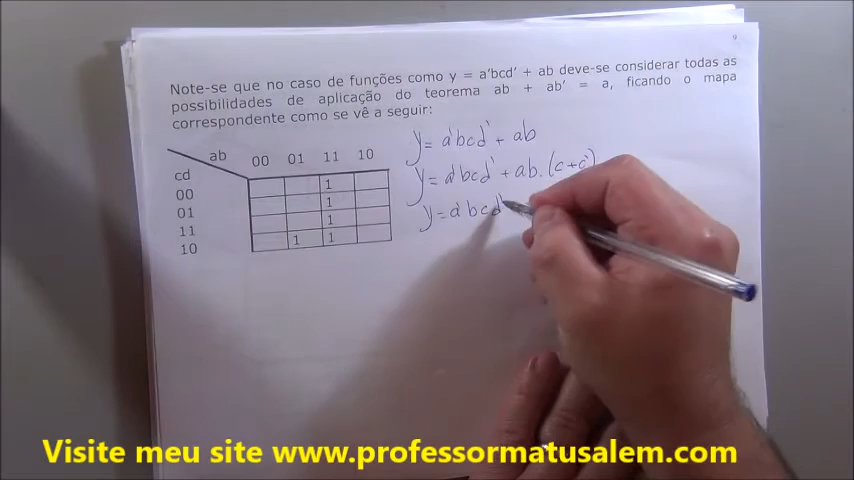 9
Note-se que no caso de funções como y = a'bcd' + ab deve-se considerar todas as
possibilidades de aplicação do teorema ab + ab' = a, ficando o mapa
correspondente como se vê a seguir:
ab
00 01 11 10
cd
00 1
01 1
11 1
10 1 1
y = a'bcd' + ab
y = a'bcd' + ab.(c+c')
y = a'bcd'
Visite meu site www.professormatusalem.com